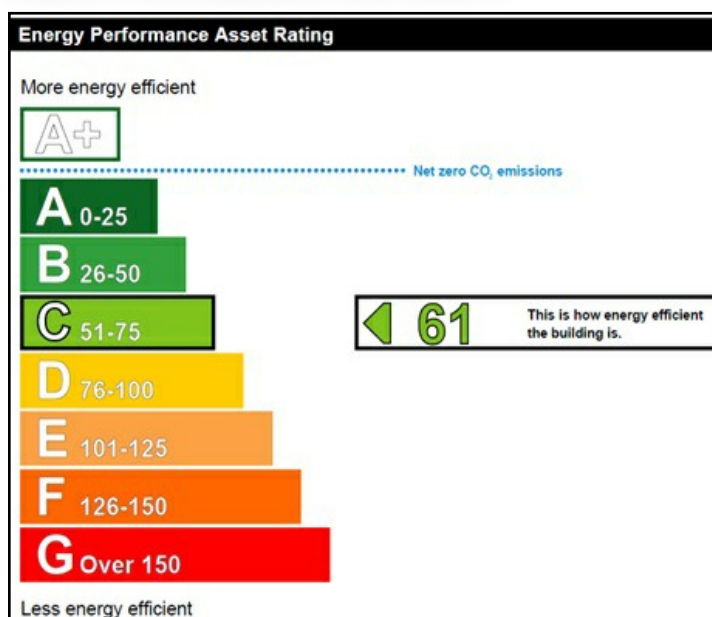 Energy Performance Asset Rating
More energy efficient
A+
Net zero CO₂ emissions
A 0-25
B 26-50
C 51-75
61
This is how energy efficient
the building is.
D 76-100
E 101-125
F 126-150
G Over 150
Less energy efficient